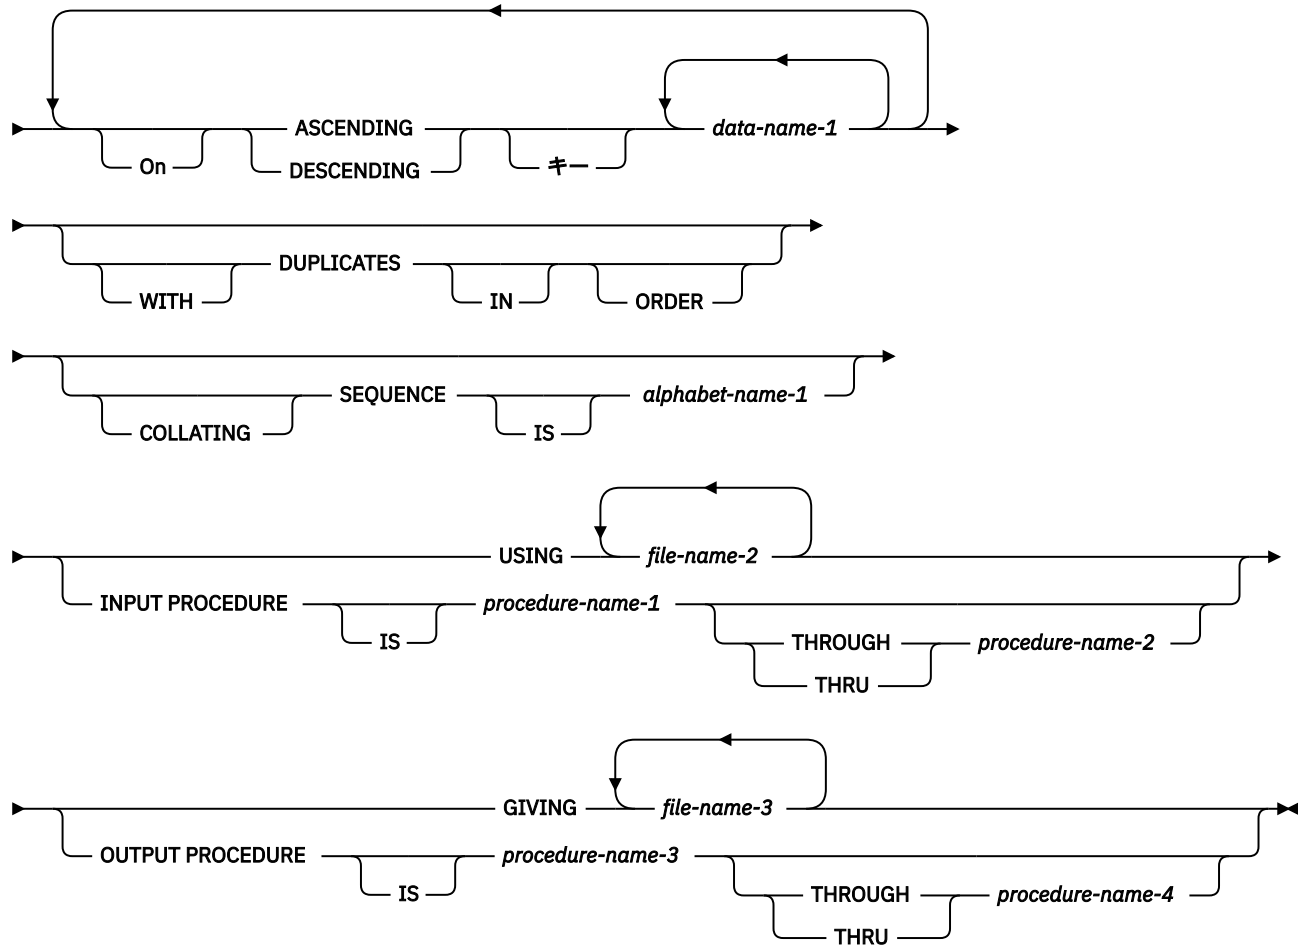 ASCENDING data-name-1
On DESCENDING キー
DUPLICATES
WITH IN ORDER
SEQUENCE alphabet-name-1
COLLATING IS
USING file-name-2
INPUT PROCEDURE procedure-name-1
IS THROUGH procedure-name-2
THRU
GIVING file-name-3
OUTPUT PROCEDURE procedure-name-3
IS THROUGH procedure-name-4
THRU